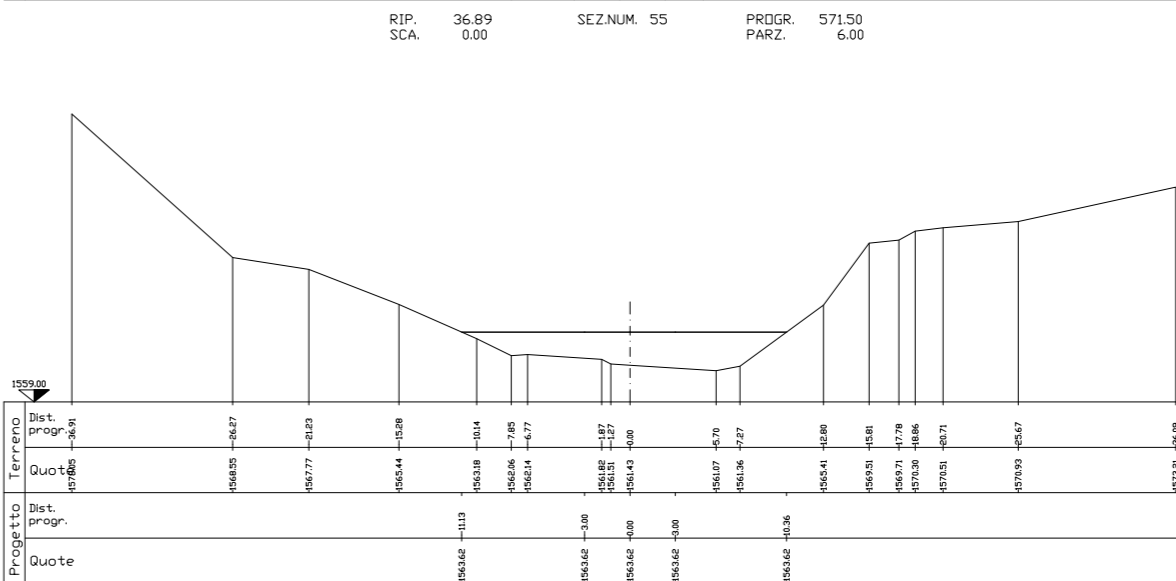 RIP. 36.89 SEZ.NUM. 55 PROGR. 571.50
SCA. 0.00 PARZ. 6.00
1559.00
Terreno
Dist. progr. 36.91 26.27 21.23 15.28 10.14 7.85 6.77 1.87 1.27 0.00 5.70 7.27 12.80 15.81 17.78 18.86 20.71 25.67
Quote 1568.55 1567.77 1565.44 1563.18 1562.06 1562.14 1561.82 1561.51 1561.43 1561.07 1561.36 1565.41 1569.51 1569.71 1570.30 1570.51 1570.93
Progetto
Dist. progr. 11.13 3.00 0.00 3.00 10.36
Quote 1563.62 1563.62 1563.62 1563.62 1563.62